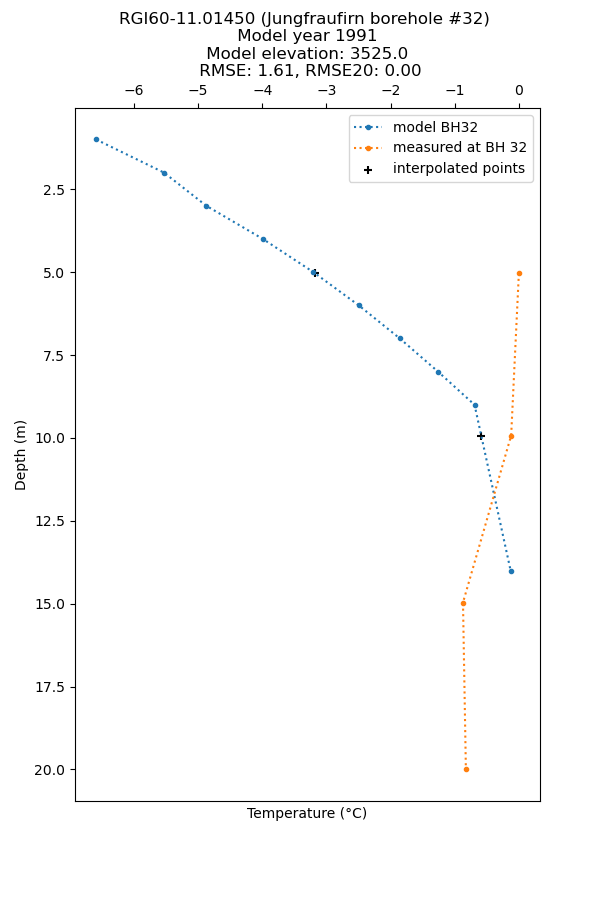 RGI60-11.01450 (Jungfraufirn borehole #32)
Model year 1991
Model elevation: 3525.0
RMSE: 1.61, RMSE20: 0.00
−6 −5 −4 −3 −2 −1 0
model BH32
measured at BH 32
interpolated points
2.5
5.0
7.5
10.0
12.5
15.0
17.5
20.0
Depth (m)
Temperature (°C)